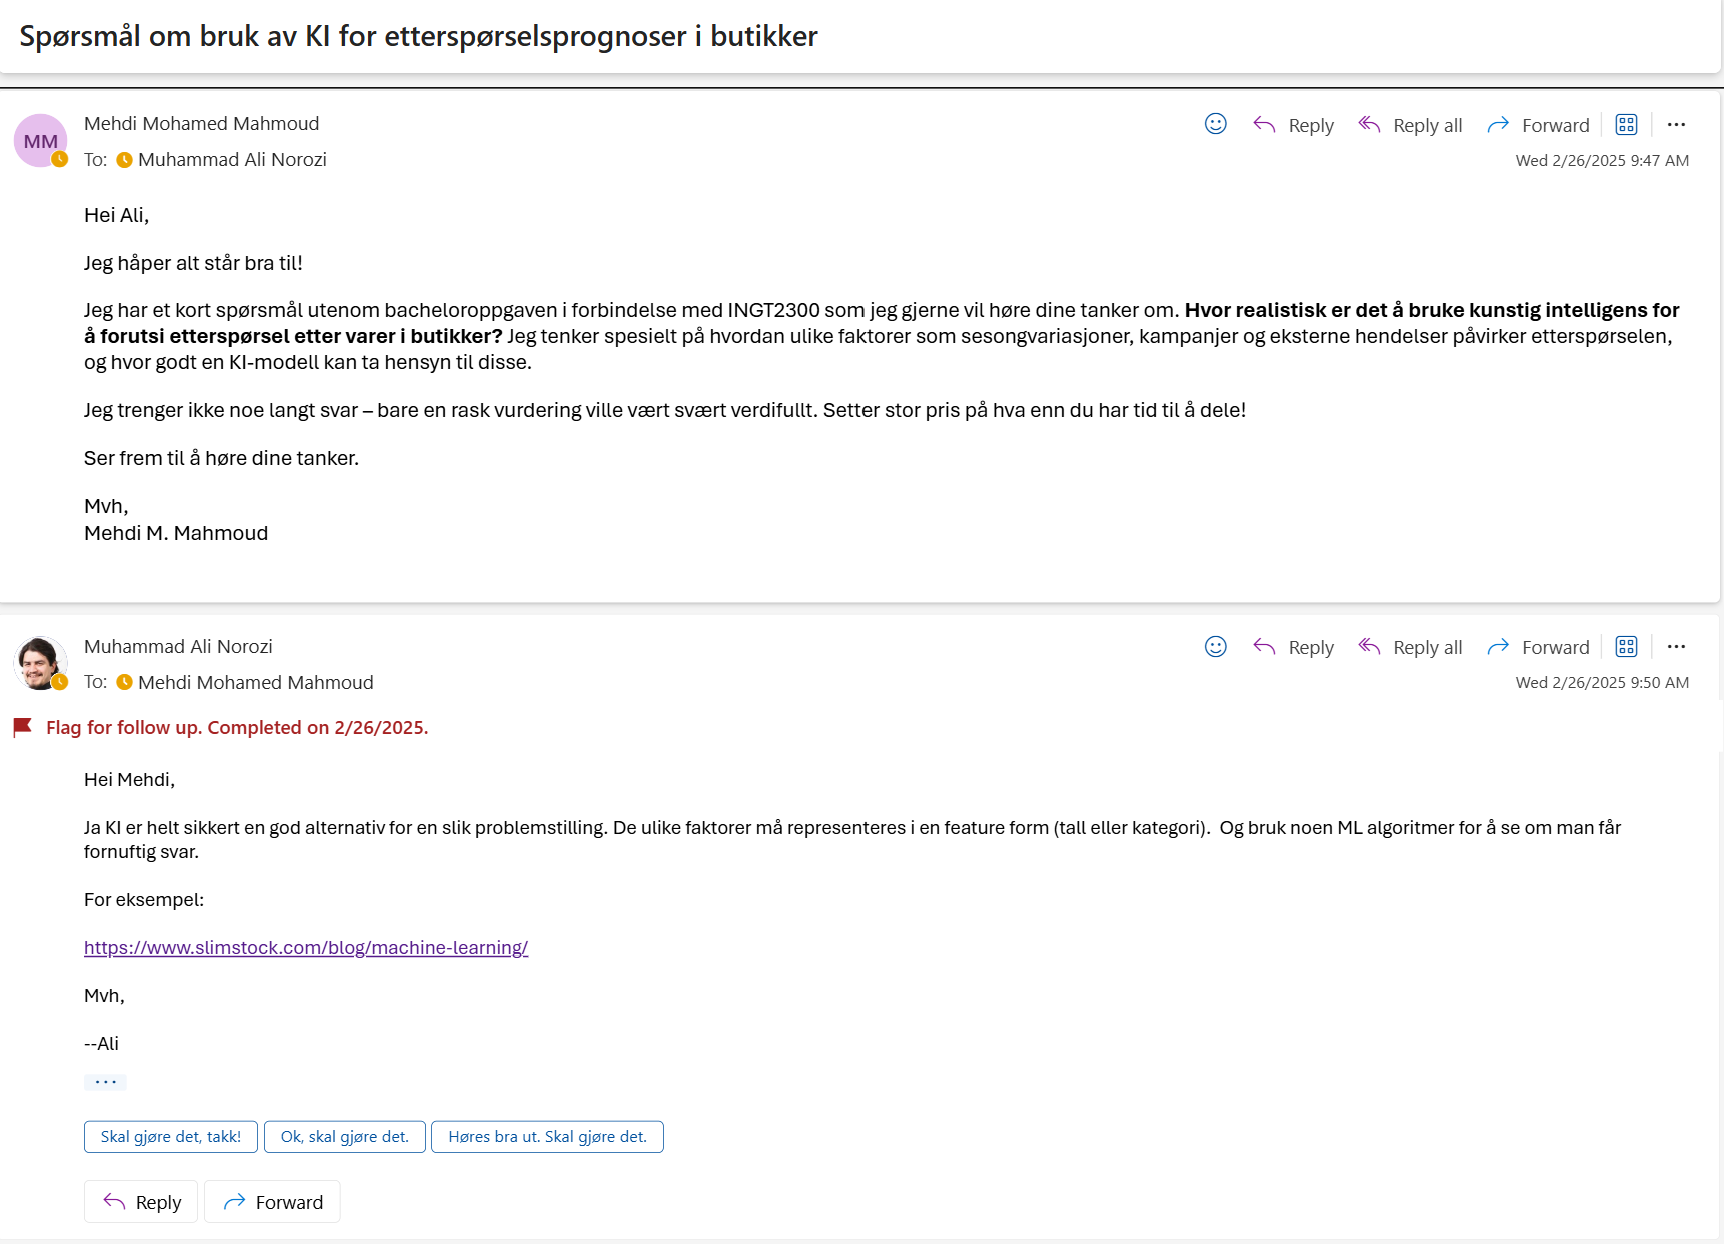 Spørsmål om bruk av KI for etterspørselsprognoser i butikker
MM
Mehdi Mohamed Mahmoud
To: Muhammad Ali Norozi
Reply
Reply all
Forward
Wed 2/26/2025 9:47 AM
Hei Ali,
Jeg håper alt står bra til!
Jeg har et kort spørsmål utenom bacheloroppgaven i forbindelse med INGT2300 som jeg gjerne vil høre dine tanker om. Hvor realistisk er det å bruke kunstig intelligens for
å forutsi etterspørsel etter varer i butikker? Jeg tenker spesielt på hvordan ulike faktorer som sesongvariasjoner, kampanjer og eksterne hendelser påvirker etterspørselen,
og hvor godt en KI-modell kan ta hensyn til disse.
Jeg trenger ikke noe langt svar – bare en rask vurdering ville vært svært verdifullt. Setter stor pris på hva enn du har tid til å dele!
Ser frem til å høre dine tanker.
Mvh,
Mehdi M. Mahmoud
Muhammad Ali Norozi
To: Mehdi Mohamed Mahmoud
Reply
Reply all
Forward
Wed 2/26/2025 9:50 AM
Flag for follow up. Completed on 2/26/2025.
Hei Mehdi,
Ja KI er helt sikkert en god alternativ for en slik problemstilling. De ulike faktorer må representeres i en feature form (tall eller kategori).  Og bruk noen ML algoritmer for å se om man får
fornuftig svar.
For eksempel:
https://www.slimstock.com/blog/machine-learning/
Mvh,
--Ali
...
Skal gjøre det, takk!
Ok, skal gjøre det.
Høres bra ut. Skal gjøre det.
Reply
Forward